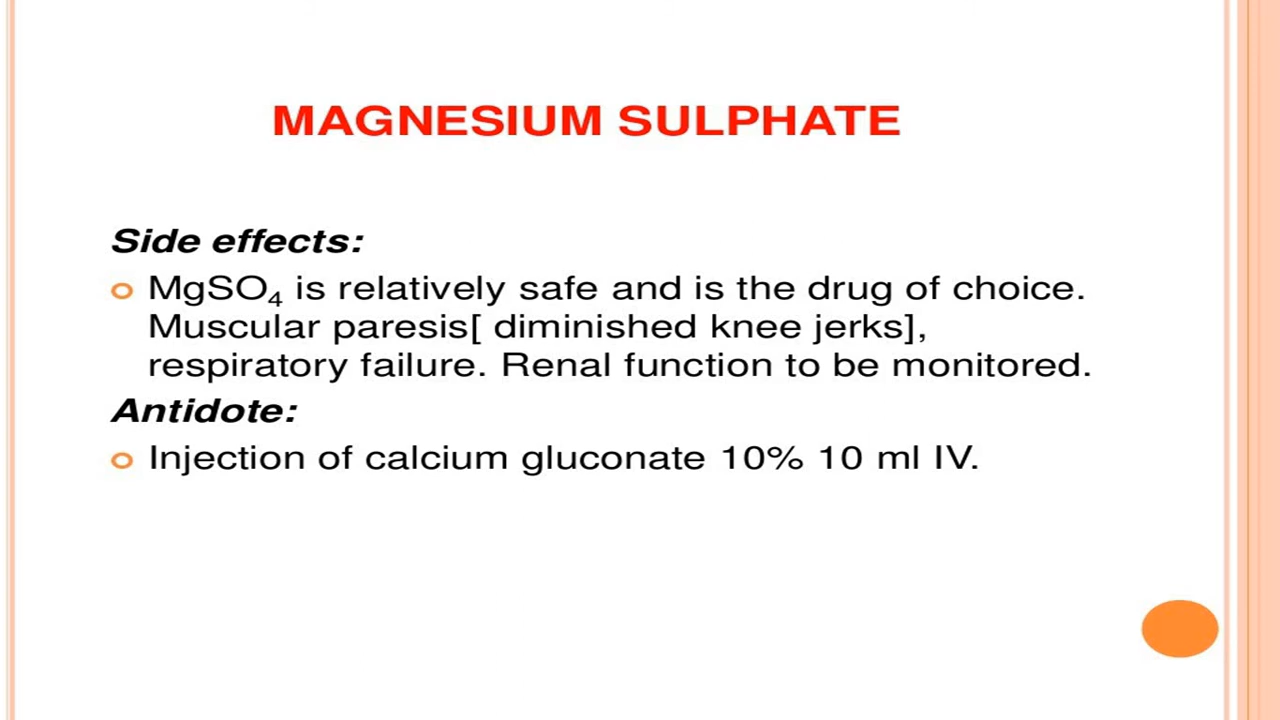 MAGNESIUM SULPHATE
Side effects:
MgSO₄ is relatively safe and is the drug of choice.
Muscular paresis[ diminished knee jerks],
respiratory failure. Renal function to be monitored.
Antidote:
Injection of calcium gluconate 10% 10 ml IV.